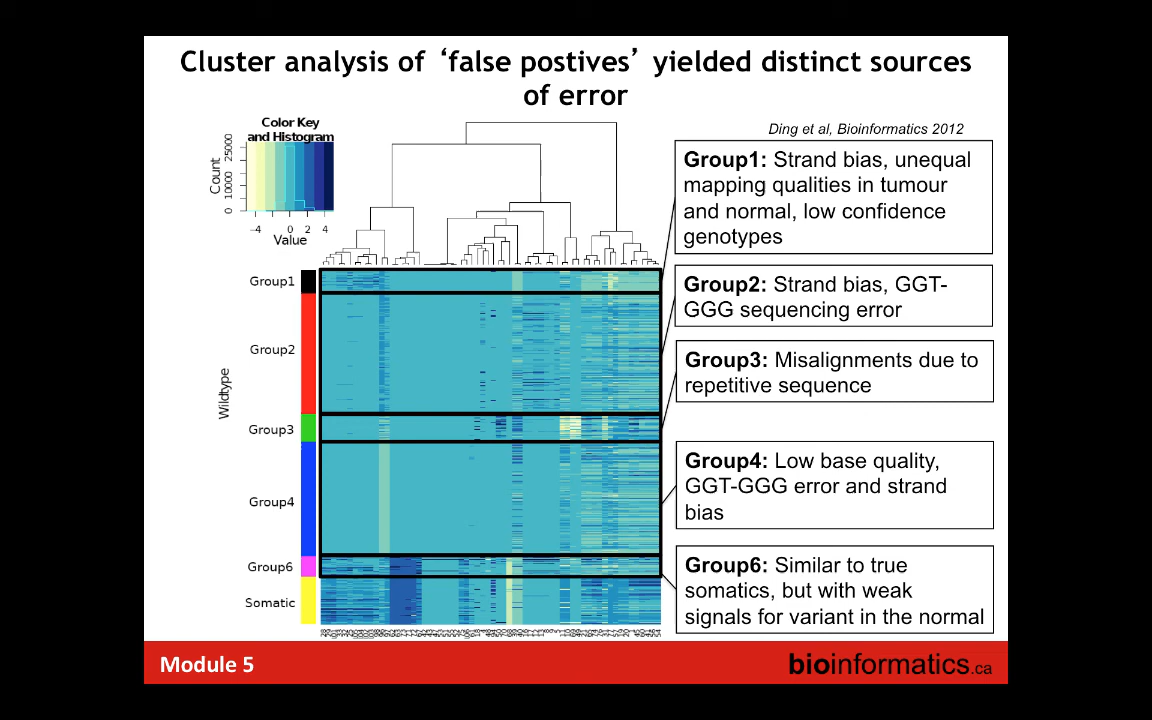 Cluster analysis of ‘false postives’ yielded distinct sources
of error
Ding et al, Bioinformatics 2012
Color Key
and Histogram
Count
0 10000 25000
−4 0 2 4
Value
Group1: Strand bias, unequal
mapping qualities in tumour
and normal, low confidence
genotypes
Group2: Strand bias, GGT-
GGG sequencing error
Group3: Misalignments due to
repetitive sequence
Group4: Low base quality,
GGT-GGG error and strand
bias
Group6: Similar to true
somatics, but with weak
signals for variant in the normal
Wildtype
Group1
Group2
Group3
Group4
Group6
Somatic
Module 5
bioinformatics.ca